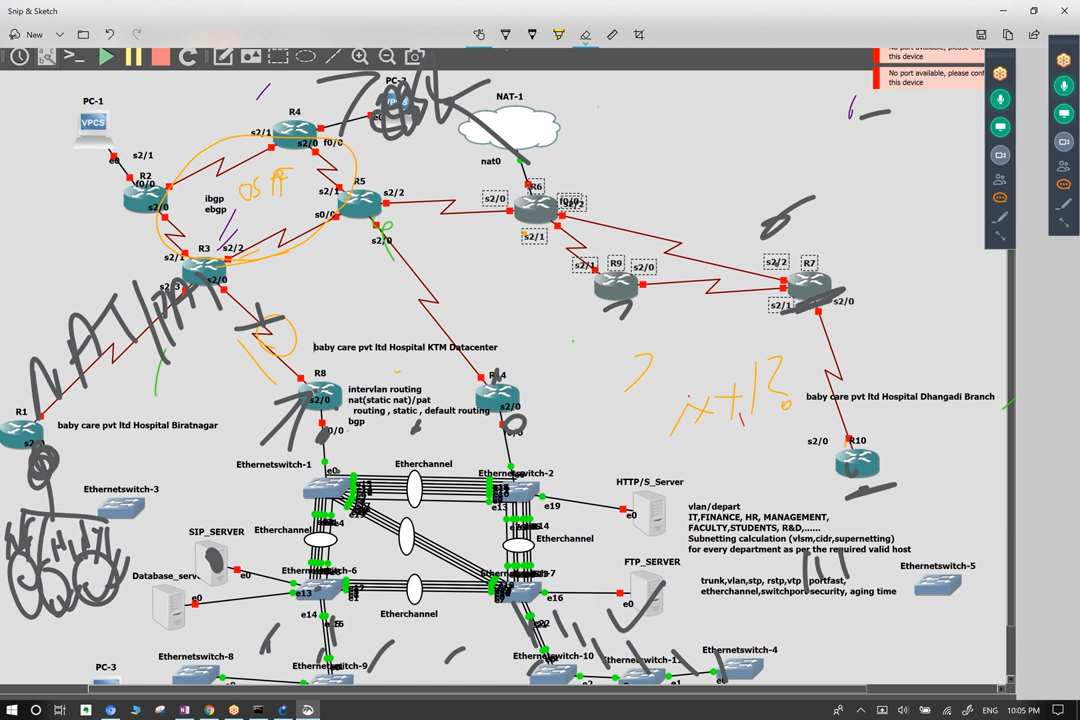 Snip & Sketch
New
No port available, please conf
this device
No port available, please conf
this device
PC-1
VPCS
e0
s2/1
R2
f0/0
s2/0
R4
s2/1
s2/0
f0/0
PC-2
e0
NAT-1
nat0
OSPF
ibgp
ebgp
R5
s2/1
s2/2
s0/0
s2/0
R3
s2/2
s2/1
s2/0
R6
s2/0
s2/1
R9
s2/1
s2/0
R7
s2/2
s2/1
s2/0
NAT/PAT
baby care pvt ltd Hospital KTM Datacenter
R8
s2/0
intervlan routing
nat(static nat)/pat
routing , static , default routing
bgp
s2/0
baby care pvt ltd Hospital Dhangadi Branch
s2/0
R10
R1
baby care pvt ltd Hospital Biratnagar
Ethernetswitch-1
Etherchannel
Ethernetswitch-2
Ethernetswitch-3
e19
e13
HTTP/S_Server
e0
SIP_SERVER
e0
Etherchannel
Etherchannel
vlan/depart
IT,FINANCE, HR, MANAGEMENT,
FACULTY,STUDENTS, R&D,......
Subnetting calculation (vlsm,cidr,supernetting)
for every department as per the required valid host
trunk,vlan,stp, rstp,vtp, portfast,
etherchannel,switchport security, aging time
Database_serv
e0
e13
e14
Etherchannel
FTP_SERVER
e16
e0
Ethernetswitch-5
PC-3
Ethernetswitch-8
Ethernetswitch-9
Ethernetswitch-10
Ethernetswitch-4
e2
e1
ENG
10:05 PM